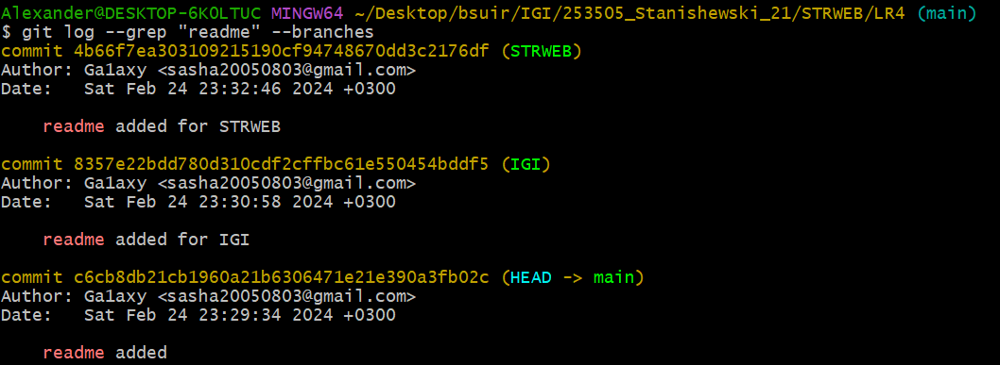 Alexander@DESKTOP-6K0LTUC MINGW64 ~/Desktop/bsuir/IGI/253505_Stanishewski_21/STRWEB/LR4 (main)
$ git log --grep "readme" --branches
commit 4b66f7ea303109215190cf94748670dd3c2176df (STRWEB)
Author: Ga1axy <sasha20050803@gmail.com>
Date:   Sat Feb 24 23:32:46 2024 +0300
readme added for STRWEB
commit 8357e22bdd780d310cdf2cffbc61e550454bddf5 (IGI)
Author: Ga1axy <sasha20050803@gmail.com>
Date:   Sat Feb 24 23:30:58 2024 +0300
readme added for IGI
commit c6cb8db21cb1960a21b6306471e21e390a3fb02c (HEAD -> main)
Author: Ga1axy <sasha20050803@gmail.com>
Date:   Sat Feb 24 23:29:34 2024 +0300
readme added